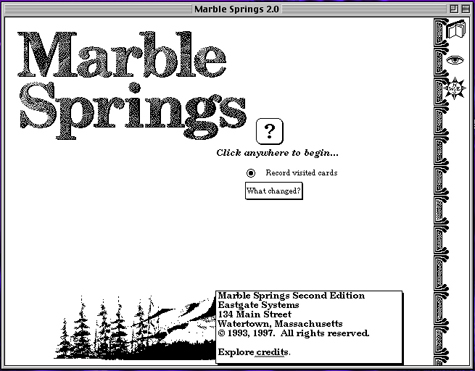 Marble Springs 2.0
Marble
Springs
?
Click anywhere to begin...
Record visited cards
What changed?
Marble Springs Second Edition
Eastgate Systems
134 Main Street
Watertown, Massachusetts
© 1993, 1997. All rights reserved.
Explore credits.